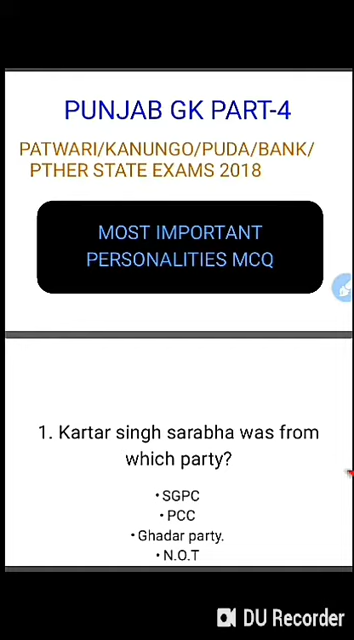 PUNJAB GK PART-4
PATWARI/KANUNGO/PUDA/BANK/
PTHER STATE EXAMS 2018
MOST IMPORTANT
PERSONALITIES MCQ
1. Kartar singh sarabha was from
which party?
• SGPC
• PCC
• Ghadar party.
• N.O.T
DU Recorder